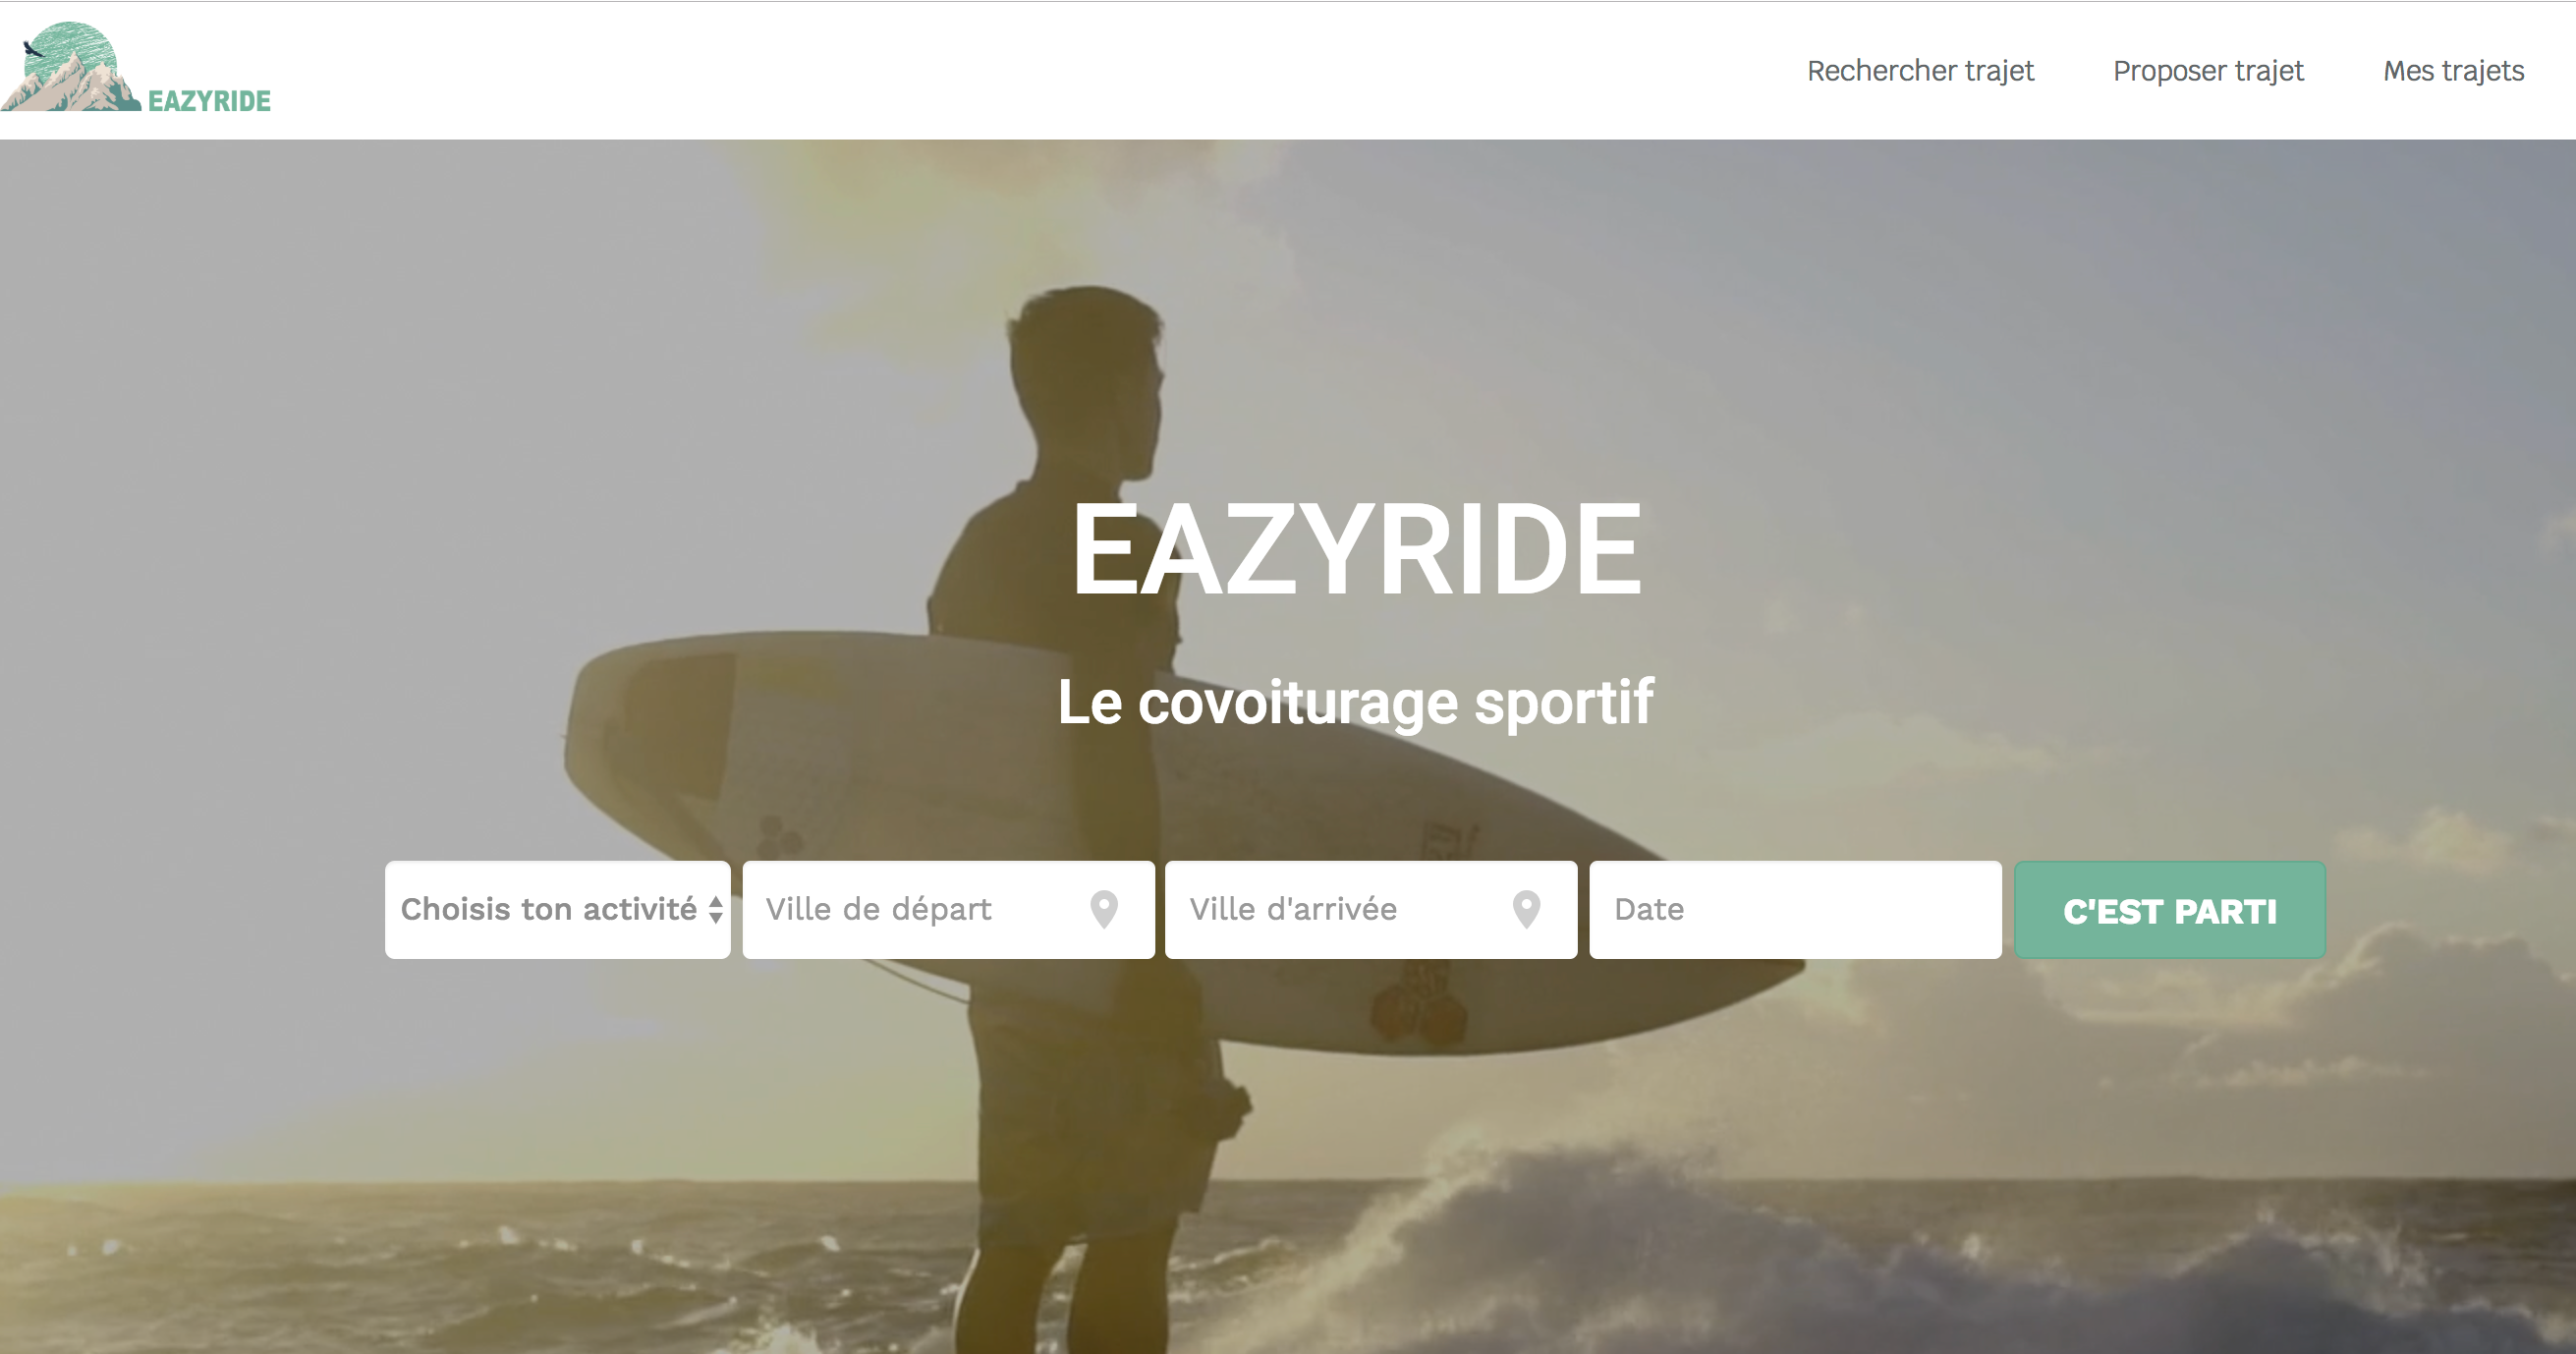 EAZYRIDE
Rechercher trajet
Proposer trajet
Mes trajets
EAZYRIDE
Le covoiturage sportif
Choisis ton activité
Ville de départ
Ville d'arrivée
Date
C'EST PARTI